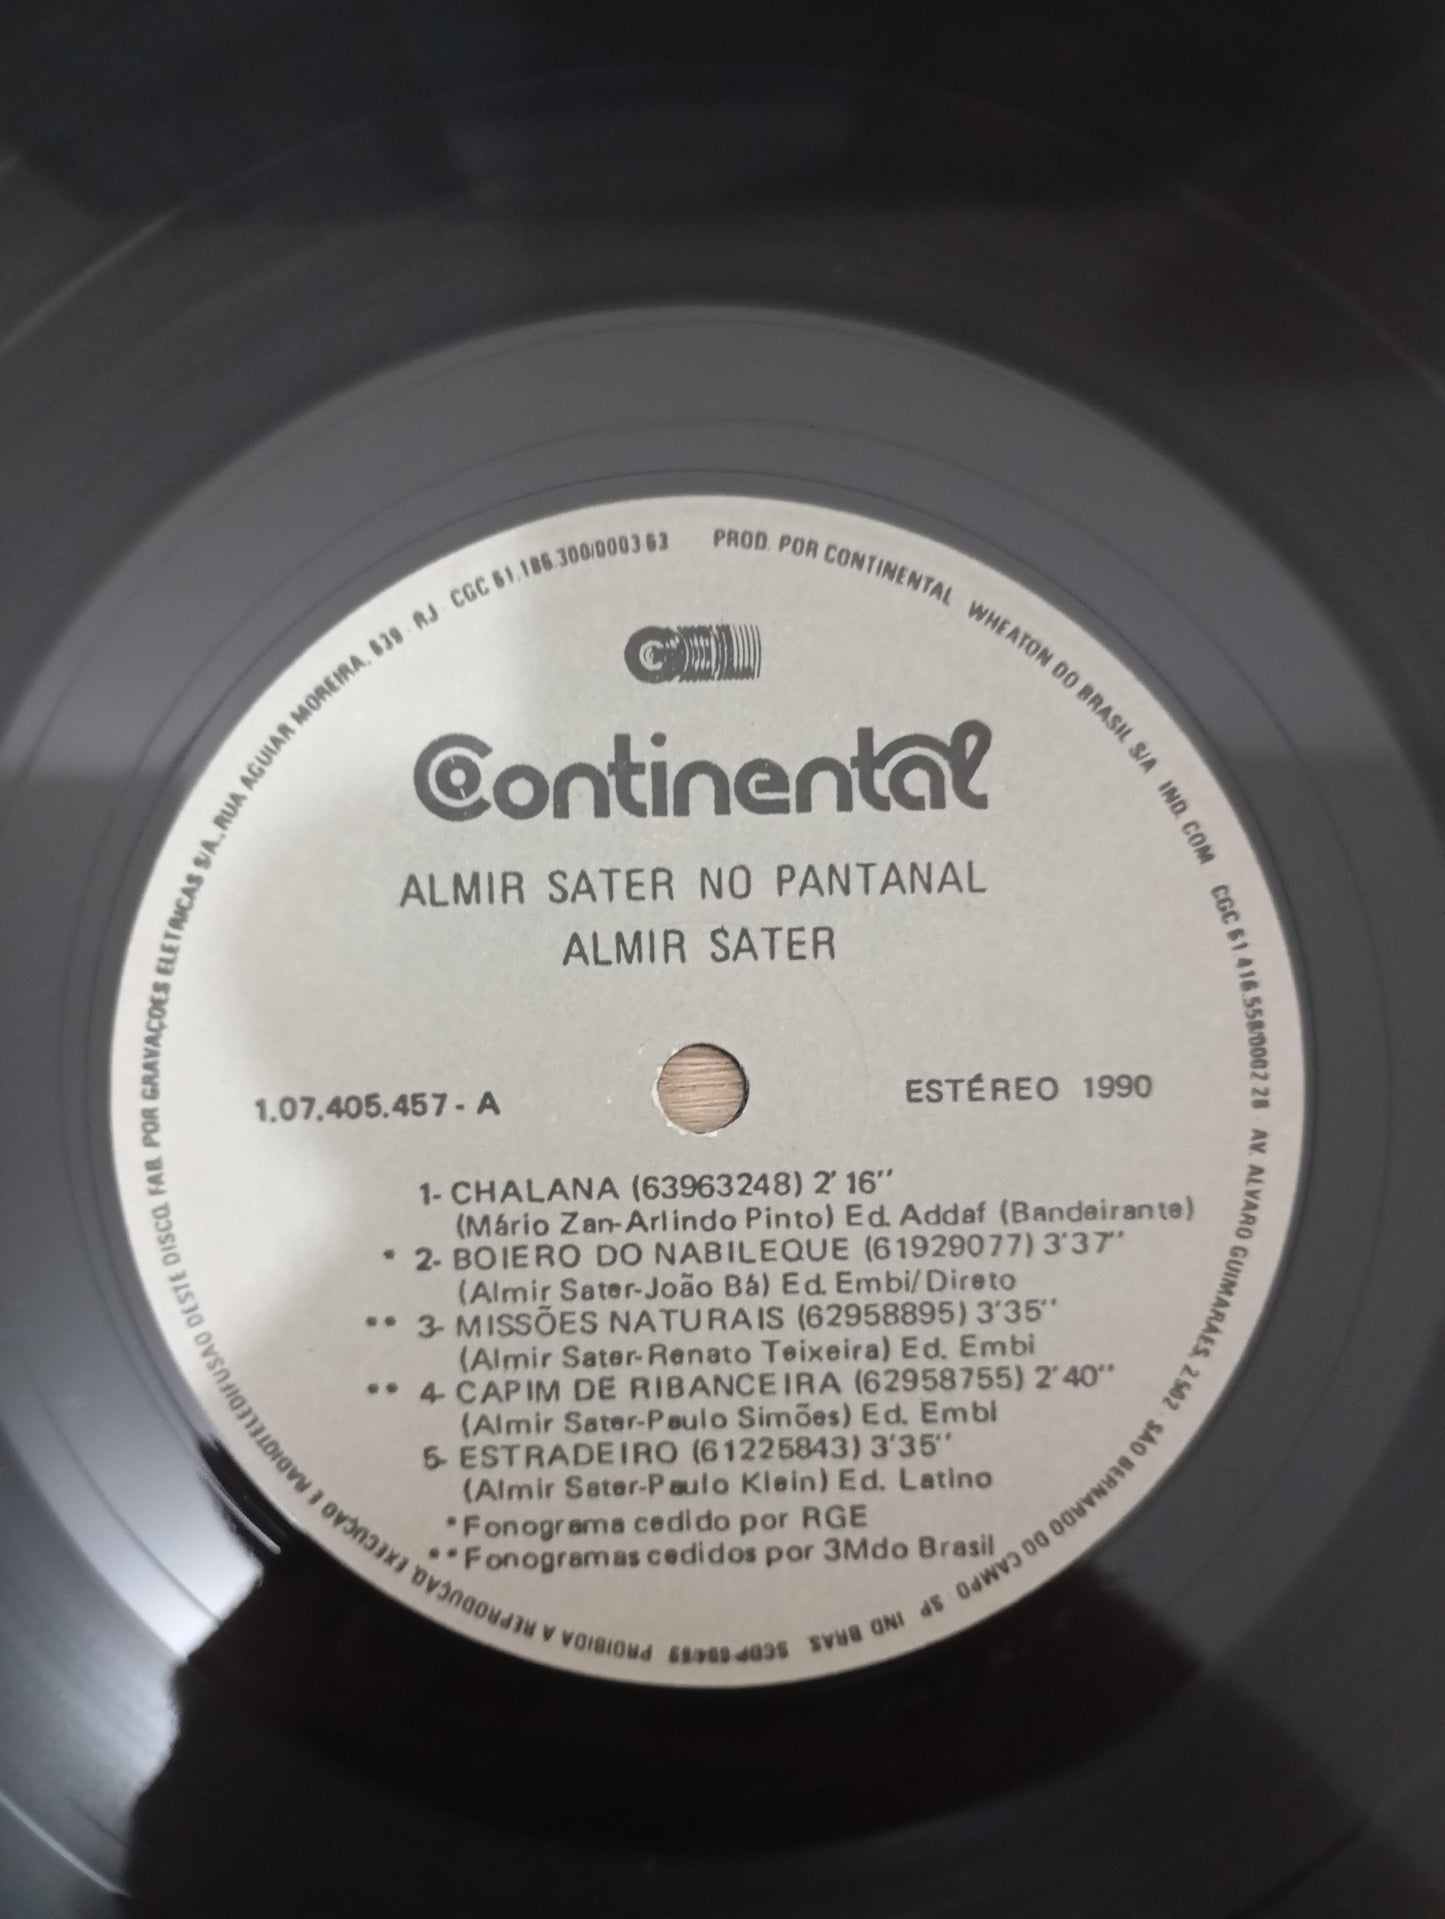 Continental
ALMIR SATER NO PANTANAL
ALMIR SATER
1.07.405.457 - A
ESTÉREO 1990
1- CHALANA (63963248) 2'16''
(Mário Zan-Arlindo Pinto) Ed. Addaf (Bandeirante)
* 2- BOIERO DO NABILEQUE (61929077) 3'37''
(Almir Sater-João Bá) Ed. Embi/Direto
** 3- MISSÕES NATURAIS (62958895) 3'35''
(Almir Sater-Renato Teixeira) Ed. Embi
** 4- CAPIM DE RIBANCEIRA (62958755) 2'40''
(Almir Sater-Paulo Simões) Ed. Embi
5- ESTRADEIRO (61225843) 3'35''
(Almir Sater-Paulo Klein) Ed. Latino
*Fonograma cedido por RGE
**Fonogramas cedidos por 3M do Brasil
PROD. POR CONTINENTAL - WHEATON DO BRASIL S/A IND. COM CGC 61.416.558/0002 28 AV. ALVARO GUIMARÃES, 2502 - SÃO BERNARDO DO CAMPO - SP IND BRAS. SCDP PROIBIDA A REPRODUÇÃO, EXECUÇÃO E RADIOTELEDIFUSÃO DESTE DISCO. FAB. POR GRAVAÇÕES ELETRICAS S/A., RUA AGUIAR MOREIRA, 639 - RJ - CGC 61.186.300/0003 63